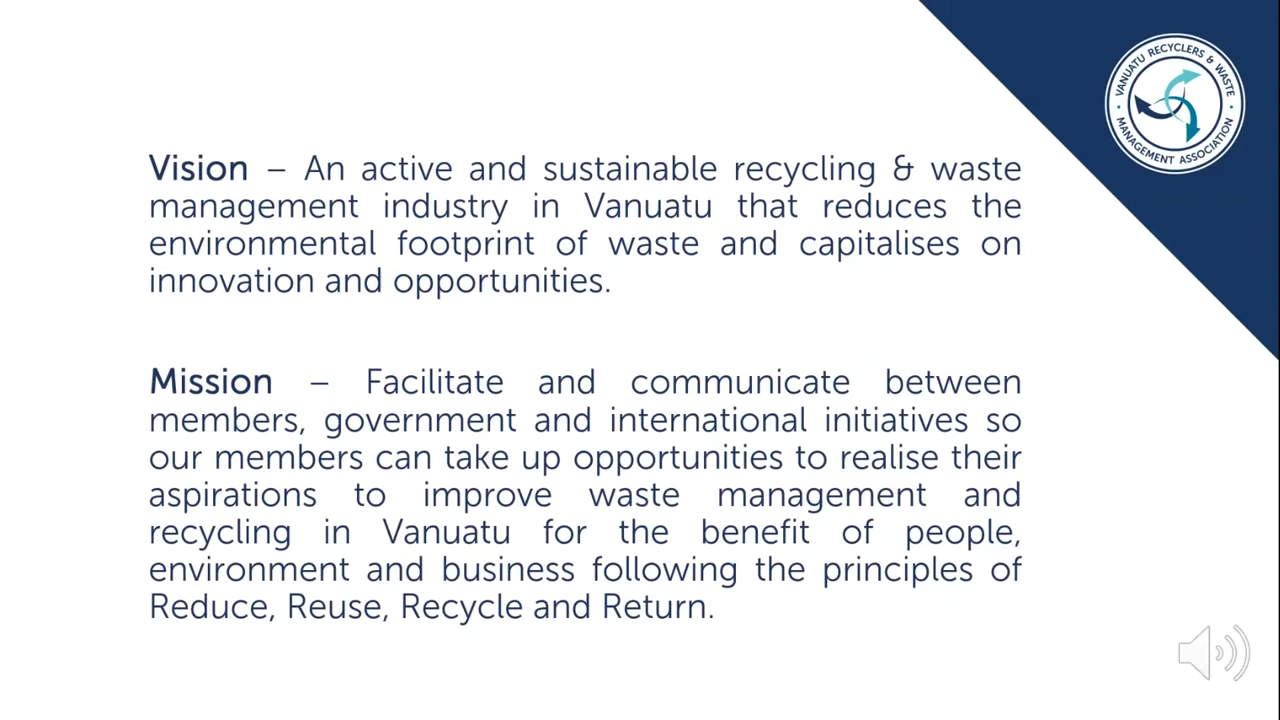 VANUATU RECYCLERS & WASTE
MANAGEMENT ASSOCIATION
Vision – An active and sustainable recycling & waste
management industry in Vanuatu that reduces the
environmental footprint of waste and capitalises on
innovation and opportunities.
Mission – Facilitate and communicate between
members, government and international initiatives so
our members can take up opportunities to realise their
aspirations to improve waste management and
recycling in Vanuatu for the benefit of people,
environment and business following the principles of
Reduce, Reuse, Recycle and Return.